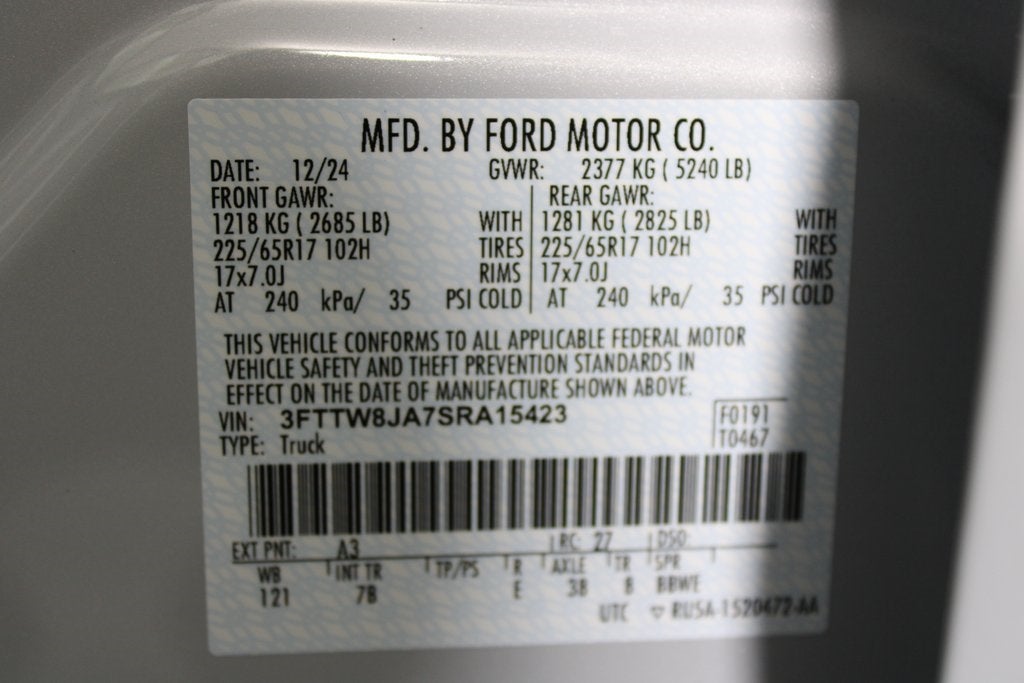 MFD. BY FORD MOTOR CO.
DATE: 12/24 GVWR: 2377 KG ( 5240 LB)
FRONT GAWR: REAR GAWR:
1218 KG ( 2685 LB) WITH 1281 KG ( 2825 LB) WITH
225/65R17 102H TIRES 225/65R17 102H TIRES
17x7.0J RIMS 17x7.0J RIMS
AT 240 kPa/ 35 PSI COLD AT 240 kPa/ 35 PSI COLD
THIS VEHICLE CONFORMS TO ALL APPLICABLE FEDERAL MOTOR
VEHICLE SAFETY AND THEFT PREVENTION STANDARDS IN
EFFECT ON THE DATE OF MANUFACTURE SHOWN ABOVE.
VIN: 3FTTW8JA7SRA15423 F0191
TYPE: Truck T0467
EXT PNT: A3 RC: 27 DSO:
WB INT TR TP/PS R AXLE TR SPR
121 7B E 38 8 BBWE
UTC ▽ RUSA-1520472-AA